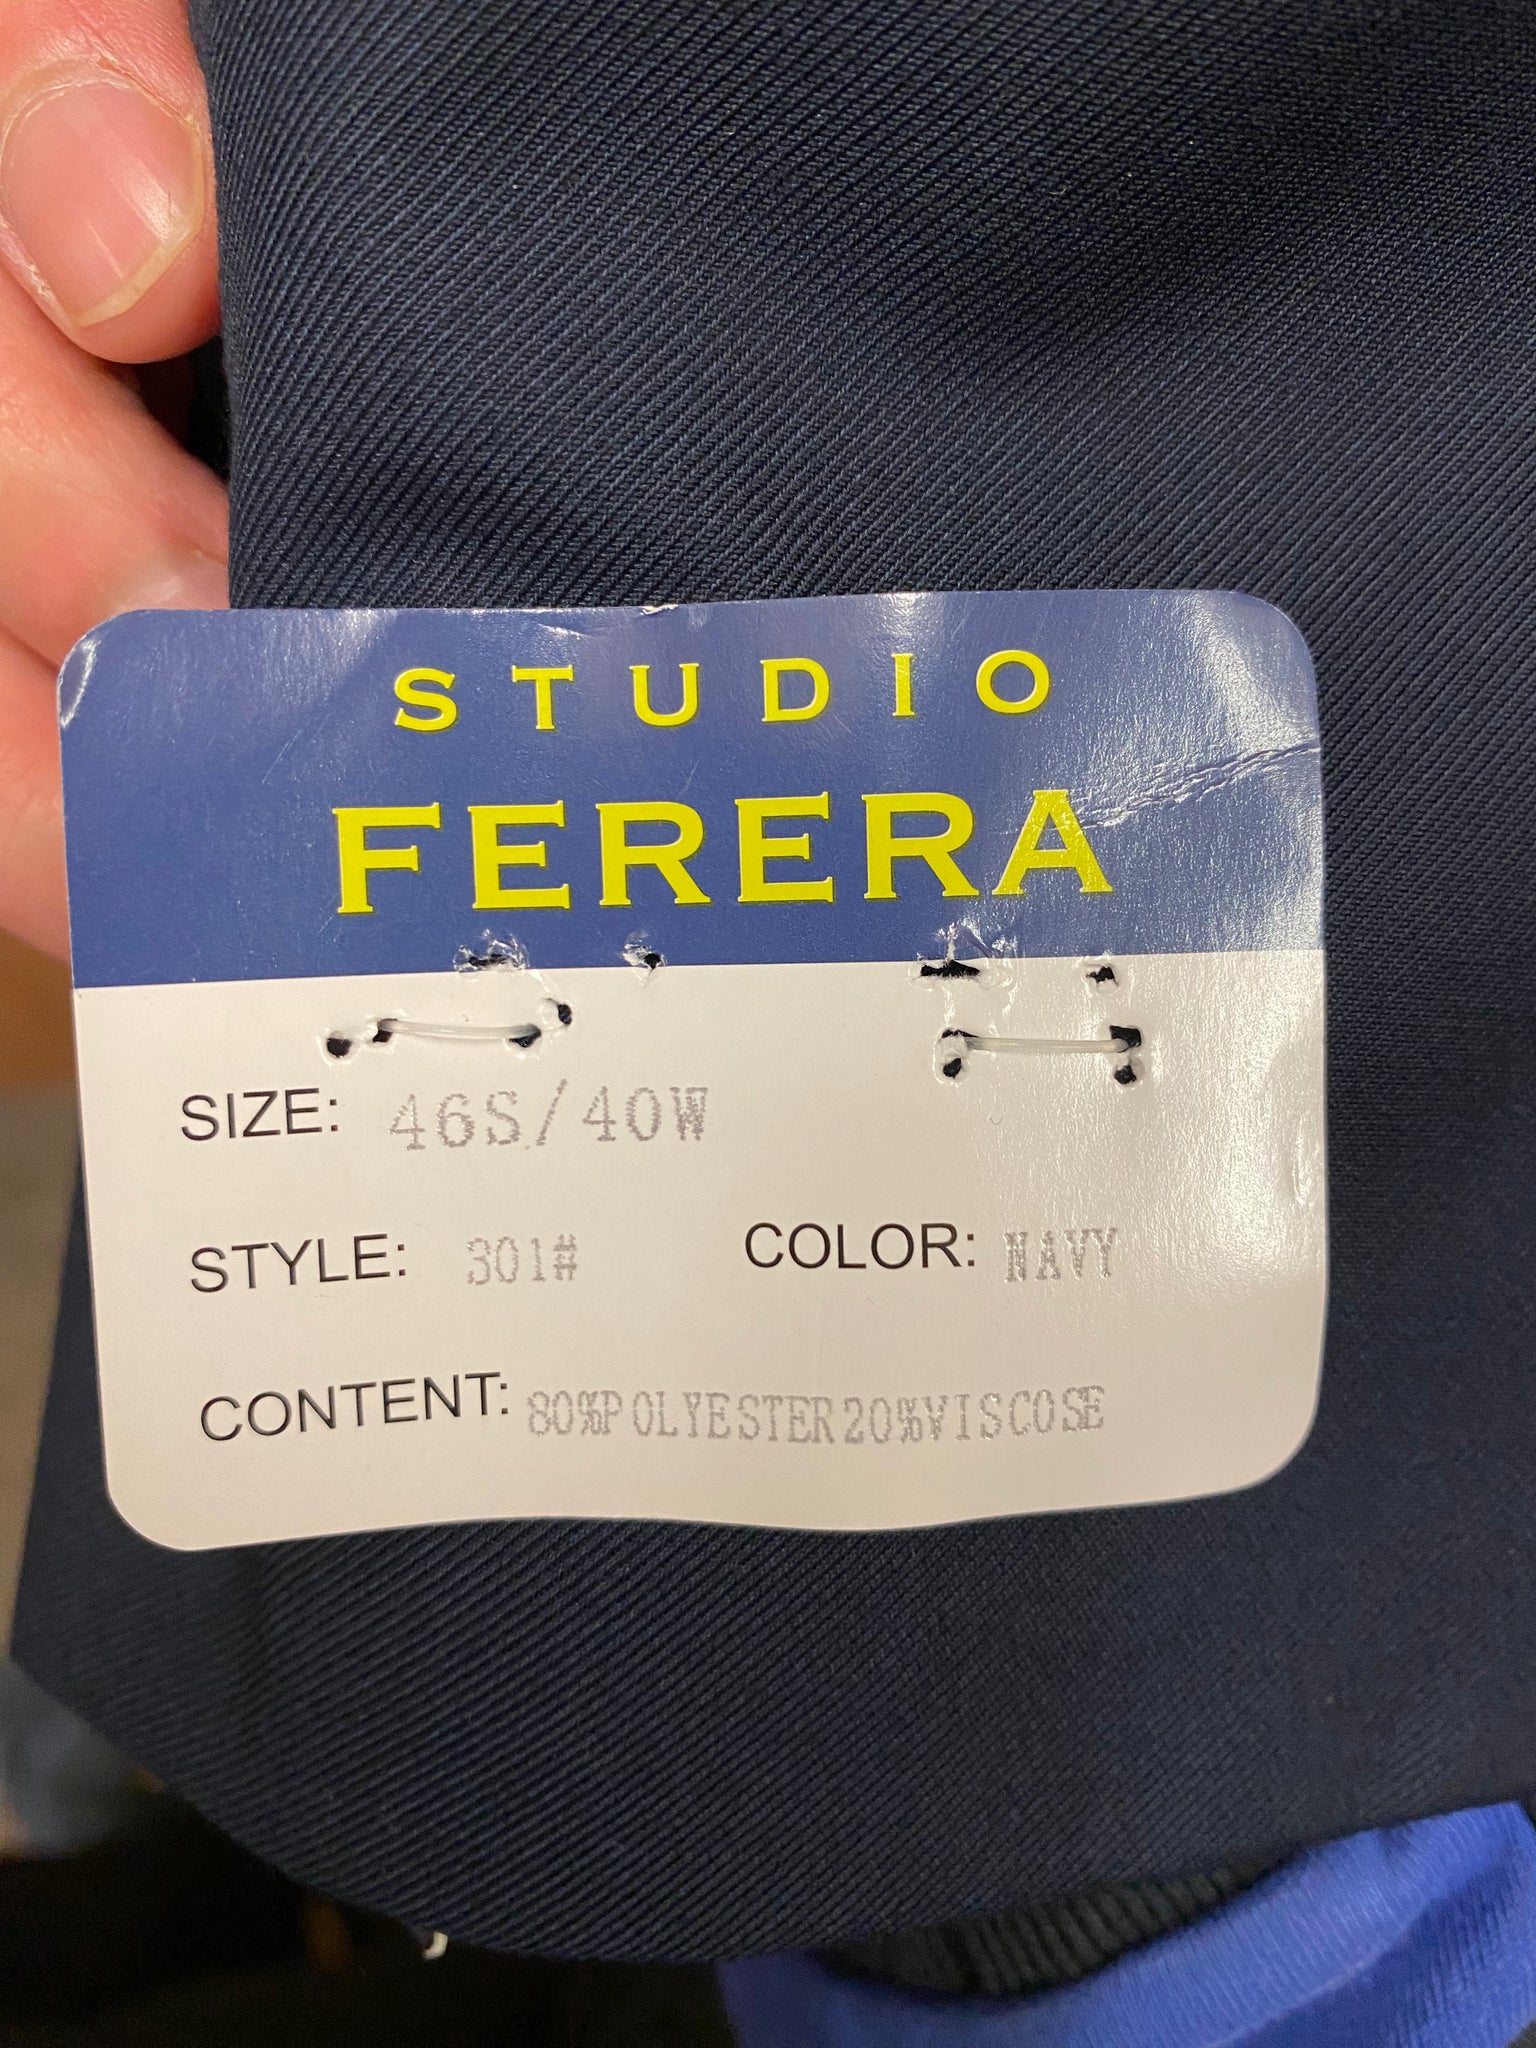 STUDIO
FERERA
SIZE: 46S/40W
STYLE: 301# COLOR: NAVY
CONTENT: 80%POLYESTER20%VISCOSE